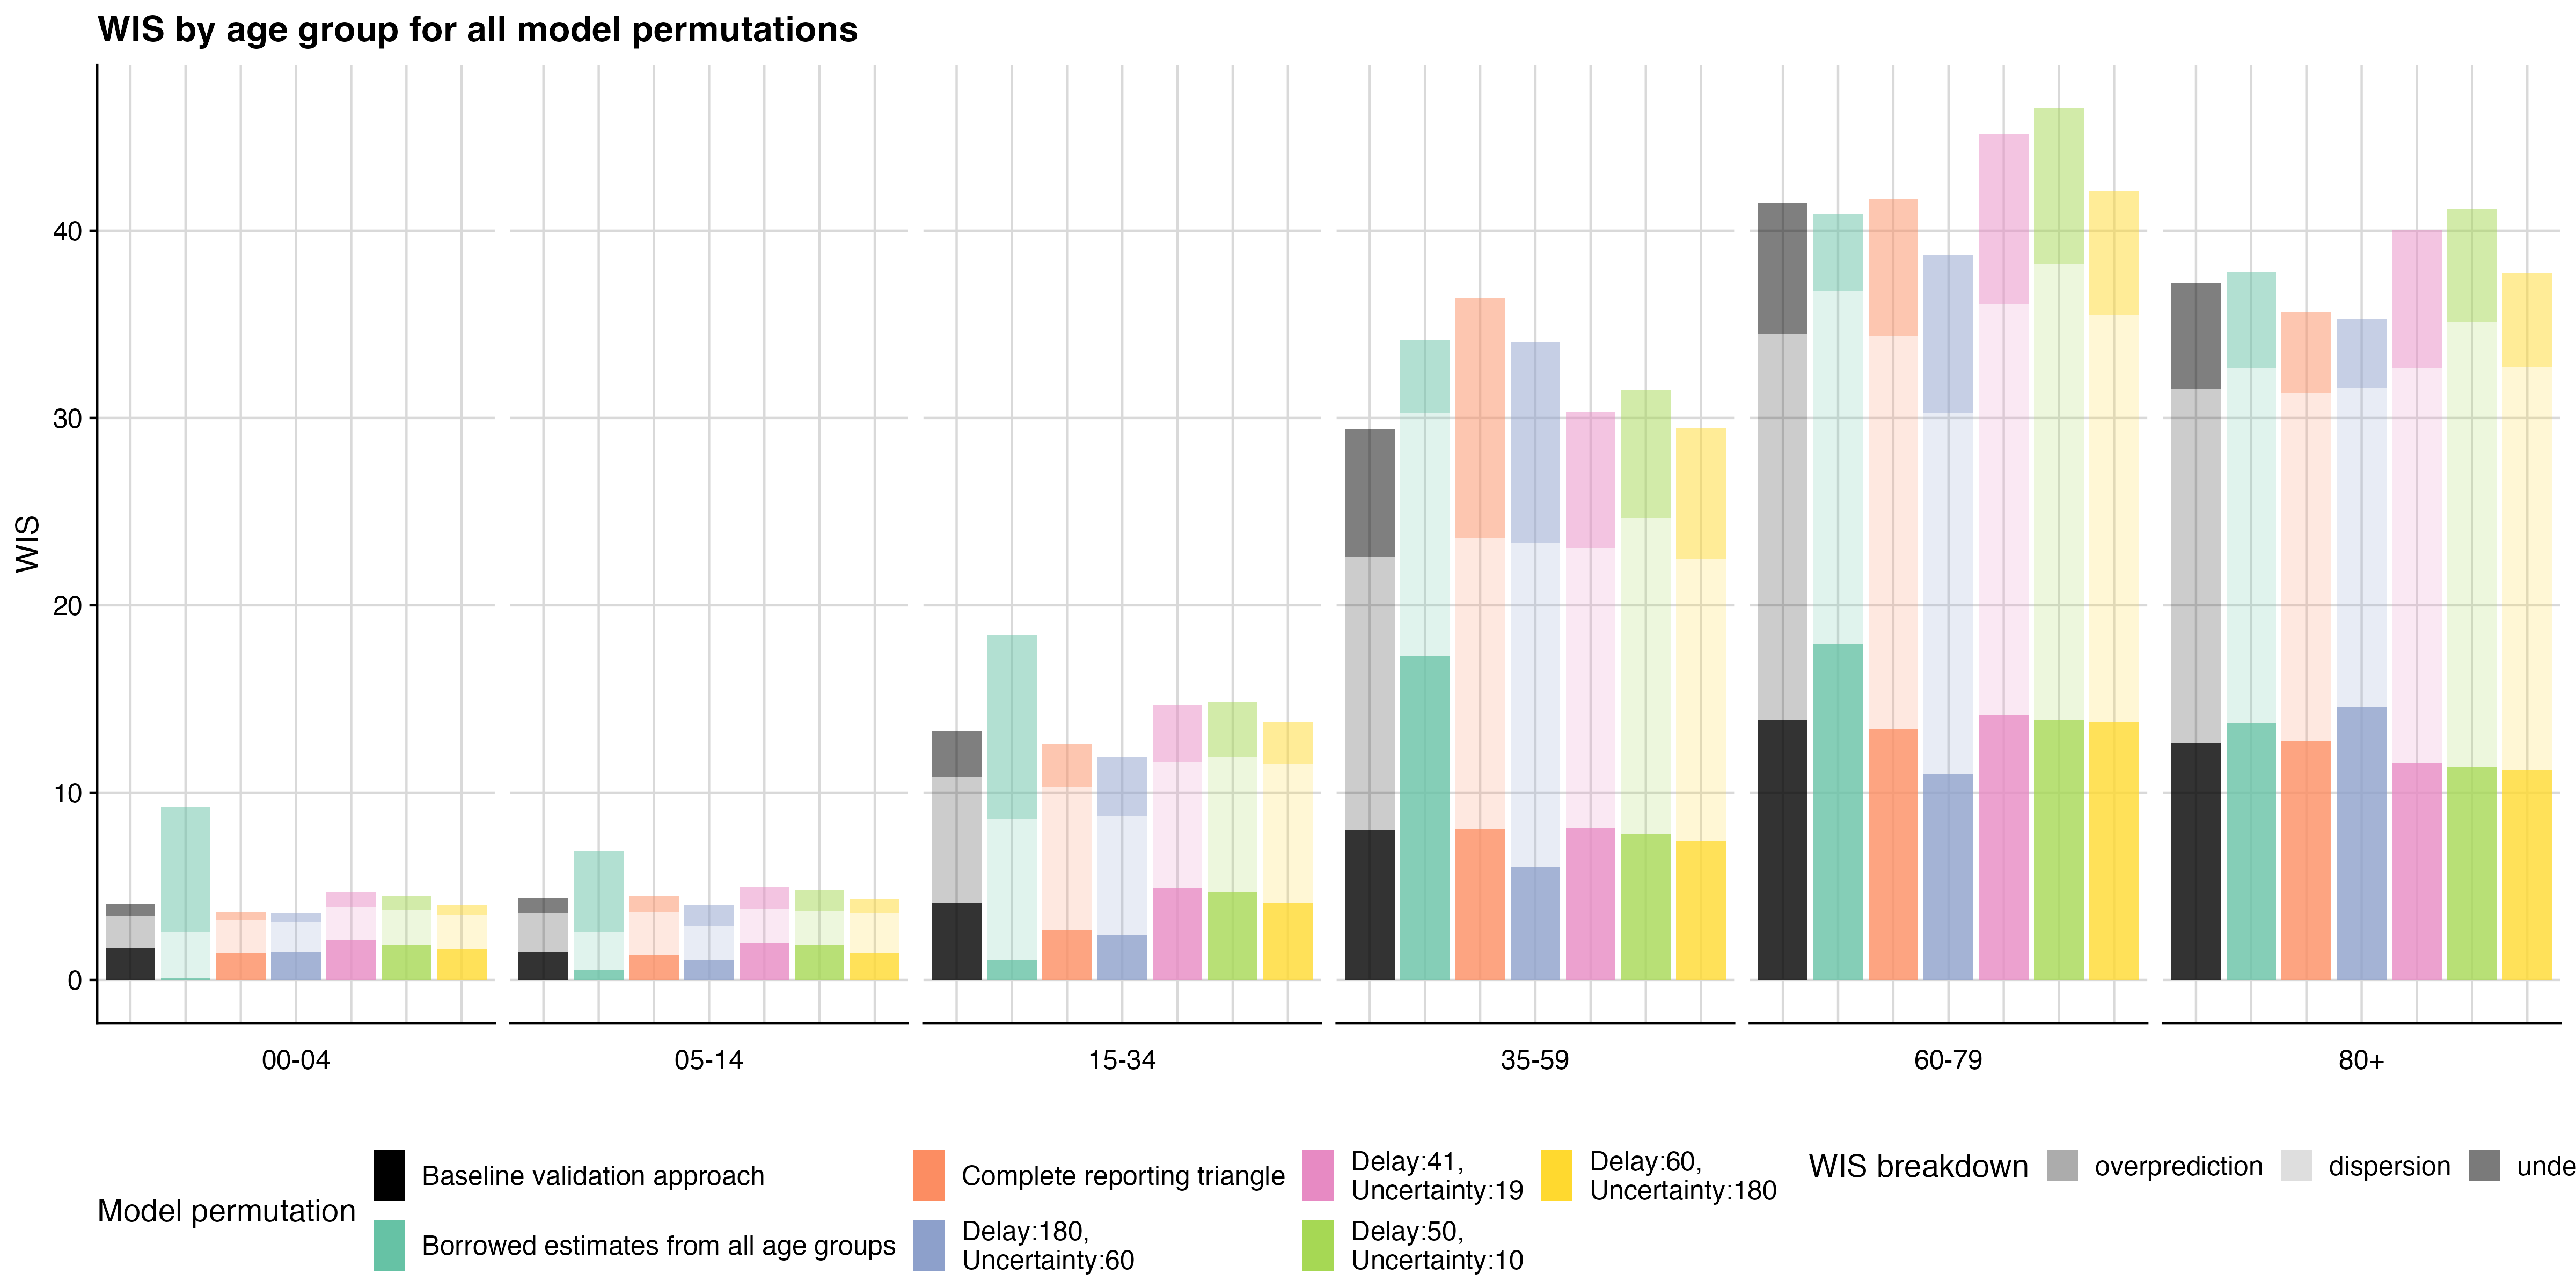 WIS by age group for all model permutations
WIS
40
30
20
10
0
00-04
05-14
15-34
35-59
60-79
80+
Model permutation
Baseline validation approach
Borrowed estimates from all age groups
Complete reporting triangle
Delay:180,
Uncertainty:60
Delay:41,
Uncertainty:19
Delay:50,
Uncertainty:10
Delay:60,
Uncertainty:180
WIS breakdown
overprediction
dispersion
unde